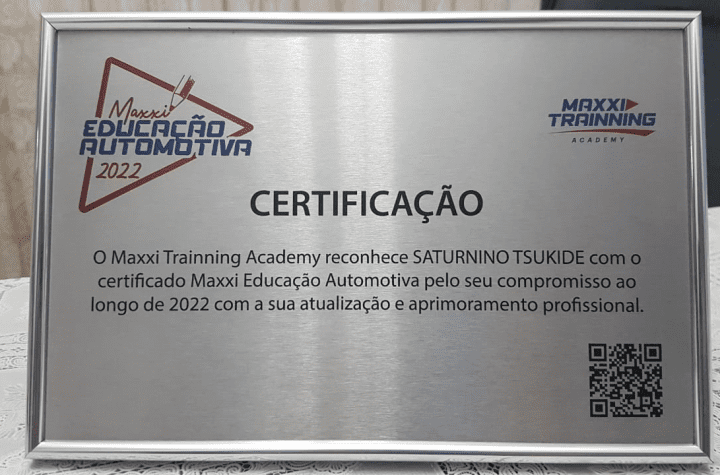 Maxxi
EDUCAÇÃO
AUTOMOTIVA
2022
MAXXI
TRAINNING
ACADEMY
CERTIFICAÇÃO
O Maxxi Trainning Academy reconhece SATURNINO TSUKIDE com o
certificado Maxxi Educação Automotiva pelo seu compromisso ao
longo de 2022 com a sua atualização e aprimoramento profissional.